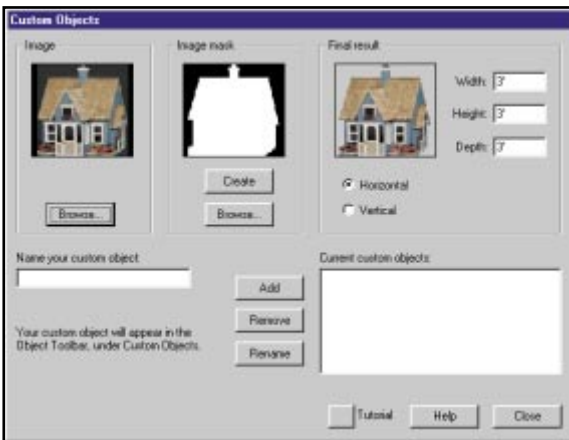 Custom Objects
Image
Image mask
Final result
Width: 3'
Height: 3'
Depth: 3'
Create
Horizontal
Browse...
Browse...
Vertical
Name your custom object:
Current custom objects:
Add
Remove
Your custom object will appear in the
Object Toolbar, under Custom Objects.
Rename
Tutorial
Help
Close